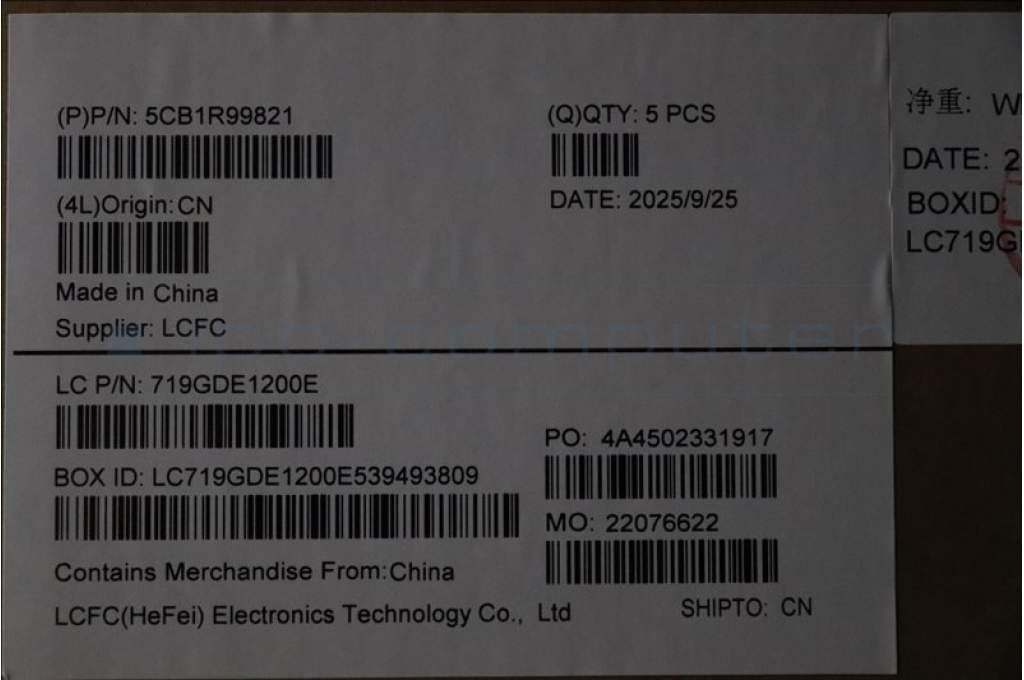 (P)P/N: 5CB1R99821
(Q)QTY: 5 PCS
(4L)Origin:CN
DATE: 2025/9/25
Made in China
Supplier: LCFC
LC P/N: 719GDE1200E
PO: 4A4502331917
BOX ID: LC719GDE1200E539493809
MO: 22076622
Contains Merchandise From:China
LCFC(HeFei) Electronics Technology Co., Ltd
SHIPTO: CN
净重:
DATE: 2
BOXID:
LC719G